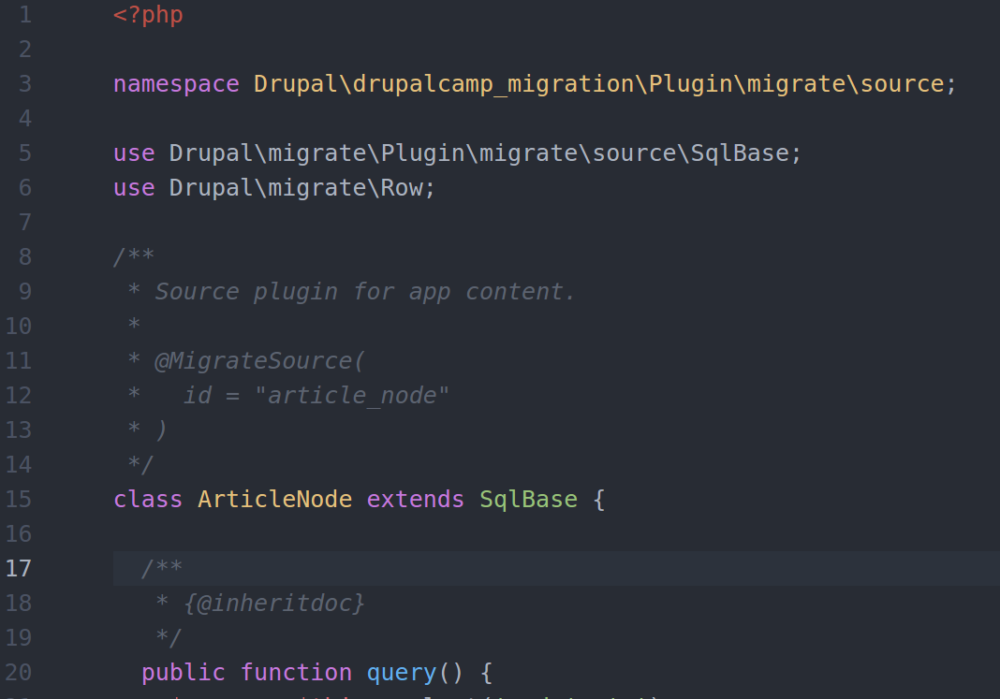 1 <?php
2
3 namespace Drupal\drupalcamp_migration\Plugin\migrate\source;
4
5 use Drupal\migrate\Plugin\migrate\source\SqlBase;
6 use Drupal\migrate\Row;
7
8 /**
9  * Source plugin for app content.
10  *
11  * @MigrateSource(
12  *   id = "article_node"
13  * )
14  */
15 class ArticleNode extends SqlBase {
16
17   /**
18    * {@inheritdoc}
19    */
20   public function query() {